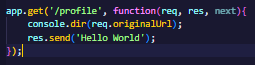 app.get('/profile', function(req, res, next){
    console.dir(req.originalUrl);
    res.send('Hello World');
});